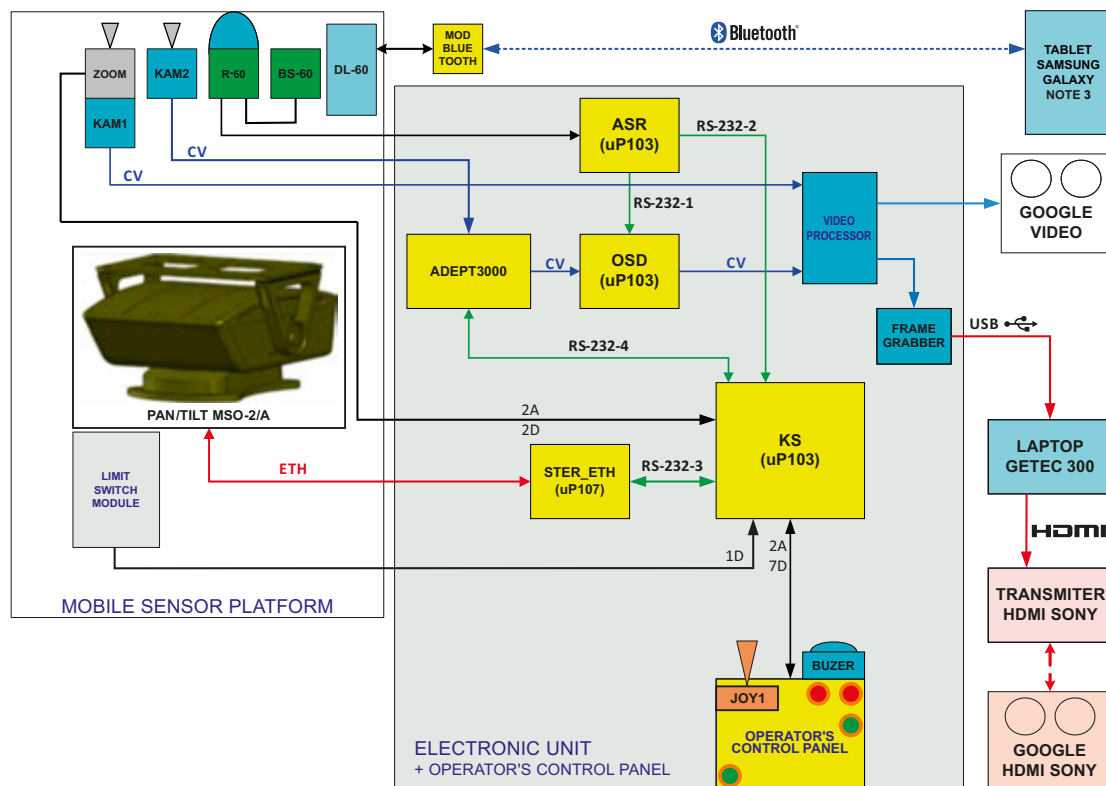 Bluetooth®
MOD
BLUE
TOOTH
TABLET
SAMSUNG
GALAXY
NOTE 3
ZOOM
KAM1
KAM2
R-60
BS-60
DL-60
ASR
(uP103)
RS-232-2
CV
CV
RS-232-1
VIDEO
PROCESSOR
GOOGLE
VIDEO
ADEPT3000
CV
OSD
(uP103)
CV
FRAME
GRABBER
USB
RS-232-4
PAN/TILT MSO-2/A
2A
2D
KS
(uP103)
LAPTOP
GETEC 300
LIMIT
SWITCH
MODULE
ETH
STER_ETH
(uP107)
RS-232-3
HDMI
1D
2A
7D
TRANSMITER
HDMI SONY
MOBILE SENSOR PLATFORM
BUZER
JOY1
OPERATOR'S
CONTROL PANEL
ELECTRONIC UNIT
+ OPERATOR'S CONTROL PANEL
GOOGLE
HDMI SONY